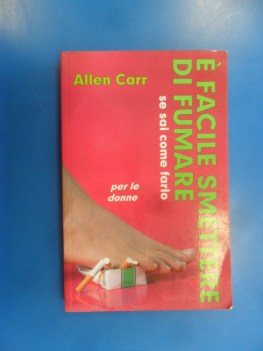 Allen Carr
È FACILE SMETTERE
DI FUMARE
se sai come farlo
per le
donne